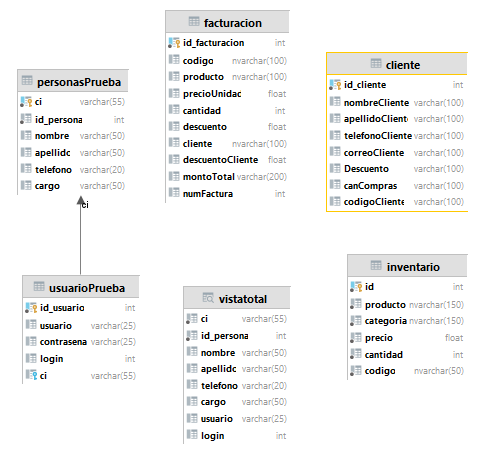 facturacion
id_facturacion int
codigo nvarchar(100)
producto nvarchar(100)
precioUnidad float
cantidad int
descuento float
cliente nvarchar(100)
descuentoCliente float
montoTotal varchar(200)
numFactura int
cliente
id_cliente int
nombreCliente varchar(100)
apellidoCliente varchar(100)
telefonoCliente varchar(100)
correoCliente varchar(100)
Descuento varchar(100)
canCompras varchar(100)
codigoCliente varchar(100)
personasPrueba
ci varchar(55)
id_persona int
nombre varchar(50)
apellido varchar(50)
telefono varchar(20)
cargo varchar(50)
ci
usuarioPrueba
id_usuario int
usuario varchar(25)
contrasena varchar(25)
login int
ci varchar(55)
vistatotal
ci varchar(55)
id_persona int
nombre varchar(50)
apellido varchar(50)
telefono varchar(20)
cargo varchar(50)
usuario varchar(25)
login int
inventario
id int
producto nvarchar(150)
categoria nvarchar(150)
precio float
cantidad int
codigo nvarchar(50)